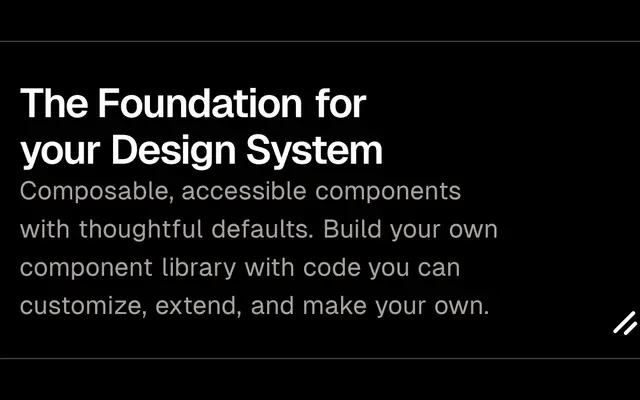 The Foundation for
your Design System
Composable, accessible components
with thoughtful defaults. Build your own
component library with code you can
customize, extend, and make your own.